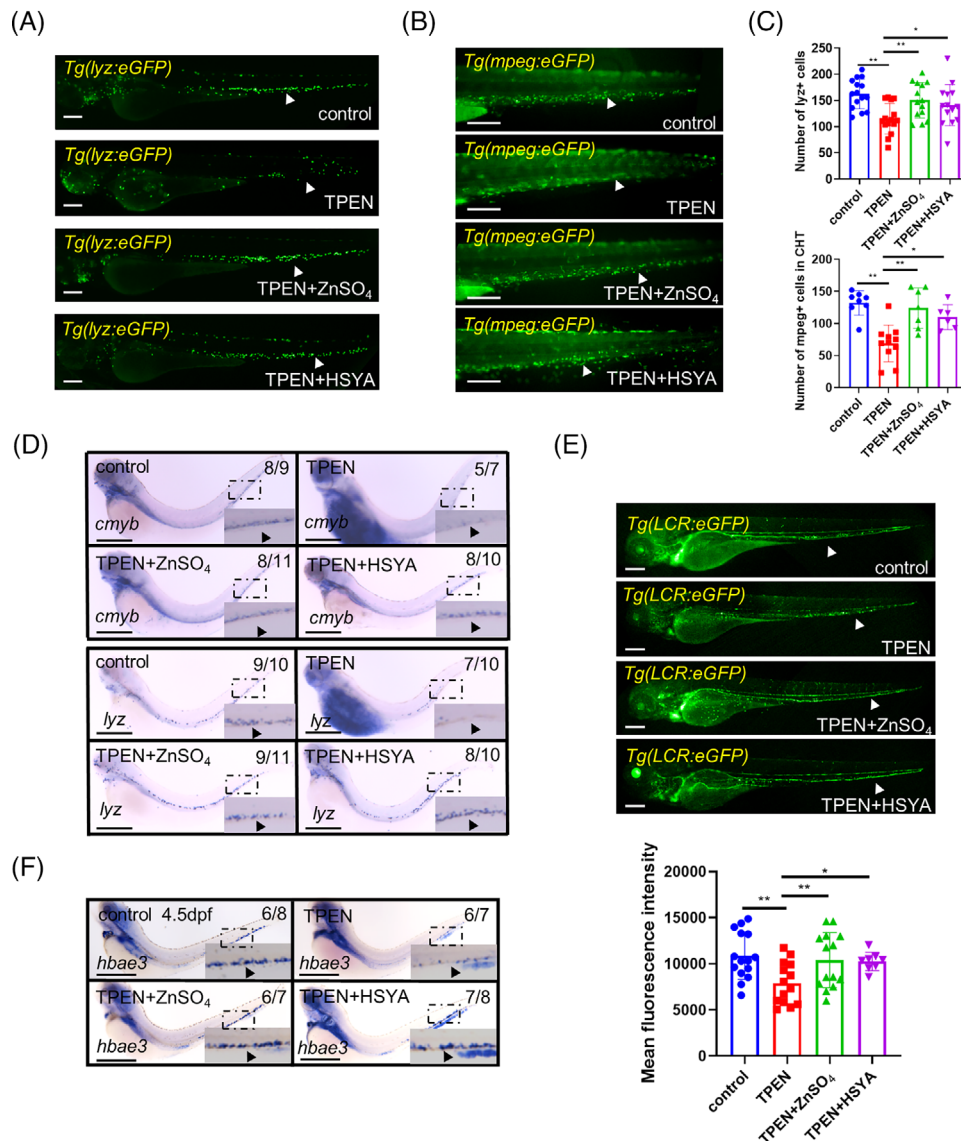 (A)
Tg(lyz:eGFP)
control
Tg(lyz:eGFP)
TPEN
Tg(lyz:eGFP)
TPEN+ZnSO₄
Tg(lyz:eGFP)
TPEN+HSYA
(B)
Tg(mpeg:eGFP)
control
Tg(mpeg:eGFP)
TPEN
Tg(mpeg:eGFP)
TPEN+ZnSO₄
Tg(mpeg:eGFP)
TPEN+HSYA
(C)
Number of lyz+ cells
250
200
150
100
50
0
** ** *
control
TPEN
TPEN+ZnSO₄
TPEN+HSYA
Number of mpeg+ cells in CHT
200
150
100
50
0
** ** *
control
TPEN
TPEN+ZnSO₄
TPEN+HSYA
(D)
control 8/9
cmyb
TPEN 5/7
cmyb
TPEN+ZnSO₄ 8/11
cmyb
TPEN+HSYA 8/10
cmyb
control 9/10
lyz
TPEN 7/10
lyz
TPEN+ZnSO₄ 9/11
lyz
TPEN+HSYA 8/10
lyz
(E)
Tg(LCR:eGFP)
control
Tg(LCR:eGFP)
TPEN
Tg(LCR:eGFP)
TPEN+ZnSO₄
Tg(LCR:eGFP)
TPEN+HSYA
Mean fluorescence intensity
20000
15000
10000
5000
0
** ** *
control
TPEN
TPEN+ZnSO₄
TPEN+HSYA
(F)
control 4.5dpf 6/8
hbae3
TPEN 6/7
hbae3
TPEN+ZnSO₄ 6/7
hbae3
TPEN+HSYA 7/8
hbae3